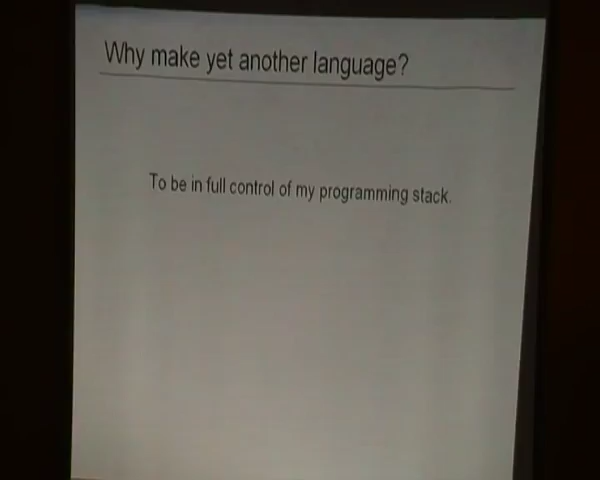 Why make yet another language?
To be in full control of my programming stack.